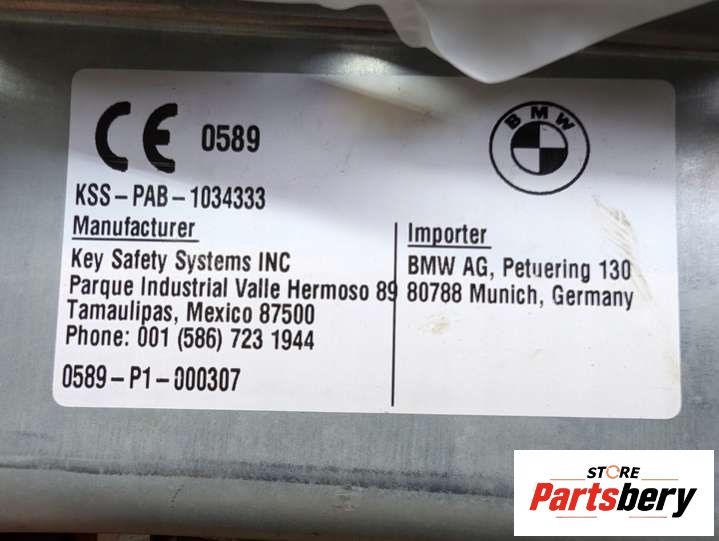 CE 0589
BMW
KSS-PAB-1034333
Manufacturer
Key Safety Systems INC
Parque Industrial Valle Hermoso 89
Tamaulipas, Mexico 87500
Phone: 001 (586) 723 1944
0589-P1-000307
Importer
BMW AG, Petuering 130
80788 Munich, Germany
STORE
Partsbery